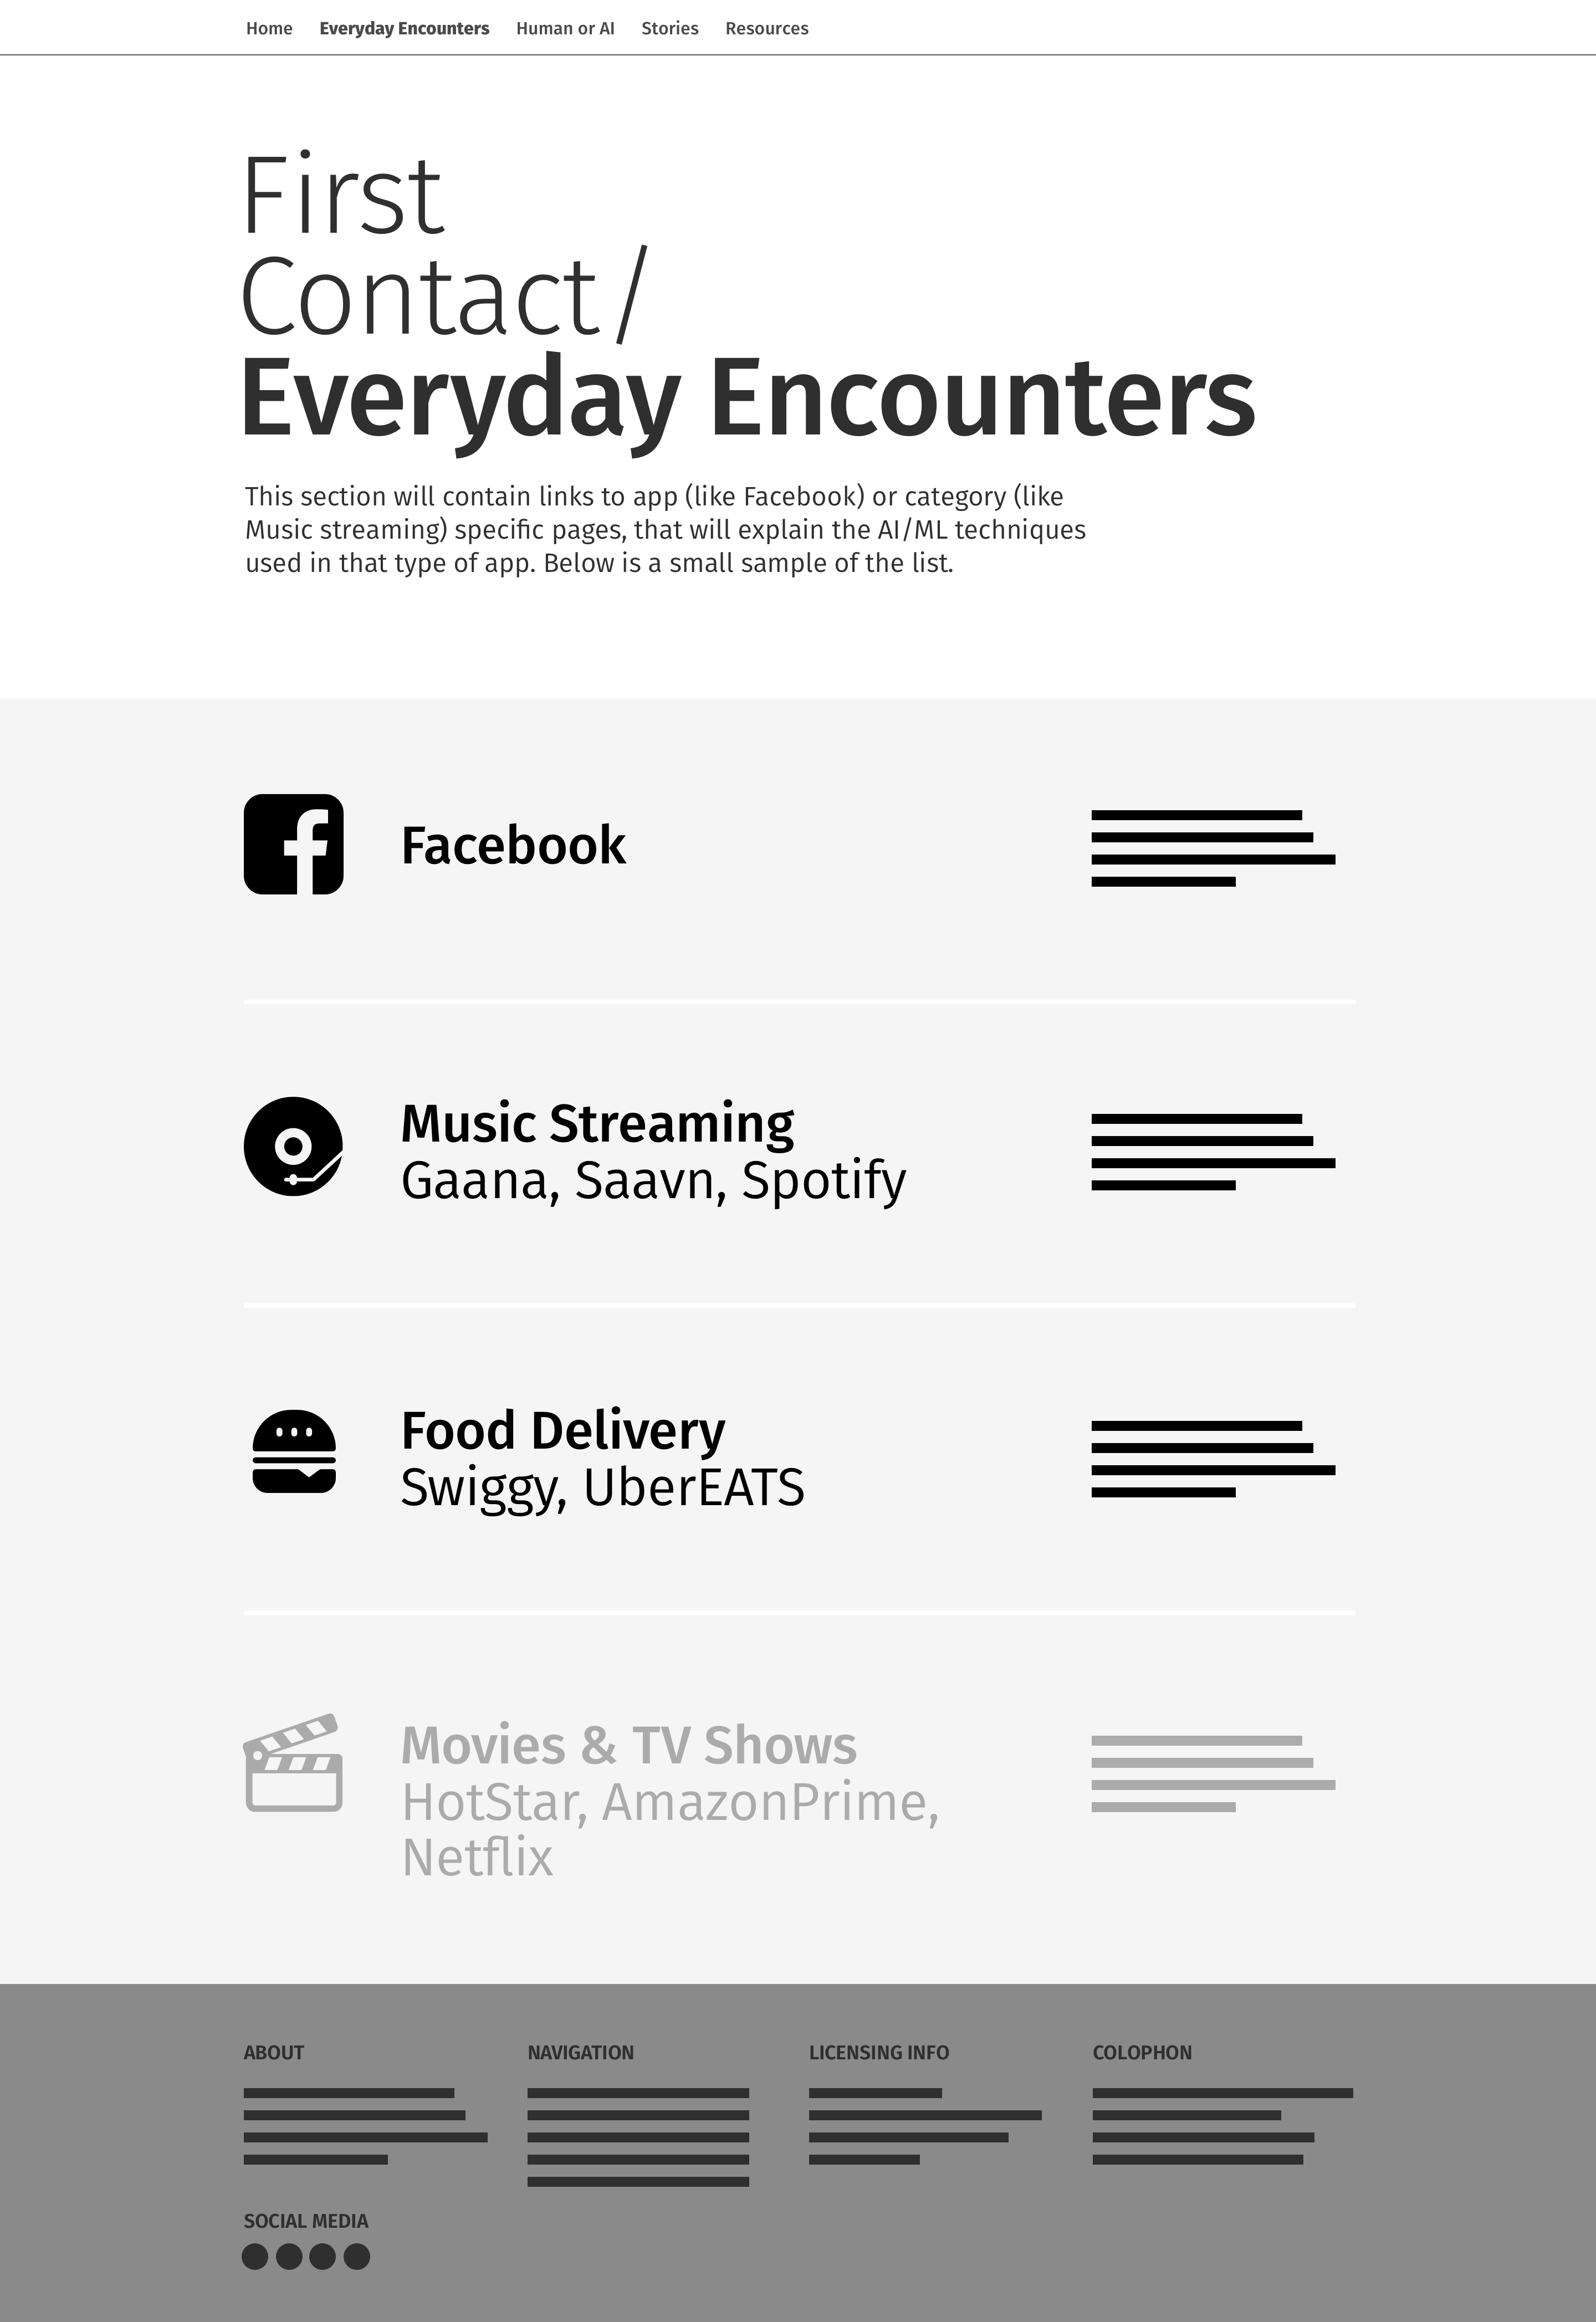 Home Everyday Encounters Human or AI Stories Resources
First
Contact/
Everyday Encounters
This section will contain links to app (like Facebook) or category (like
Music streaming) specific pages, that will explain the AI/ML techniques
used in that type of app. Below is a small sample of the list.
Facebook
Music Streaming
Gaana, Saavn, Spotify
Food Delivery
Swiggy, UberEATS
Movies & TV Shows
HotStar, AmazonPrime,
Netflix
ABOUT NAVIGATION LICENSING INFO COLOPHON
SOCIAL MEDIA